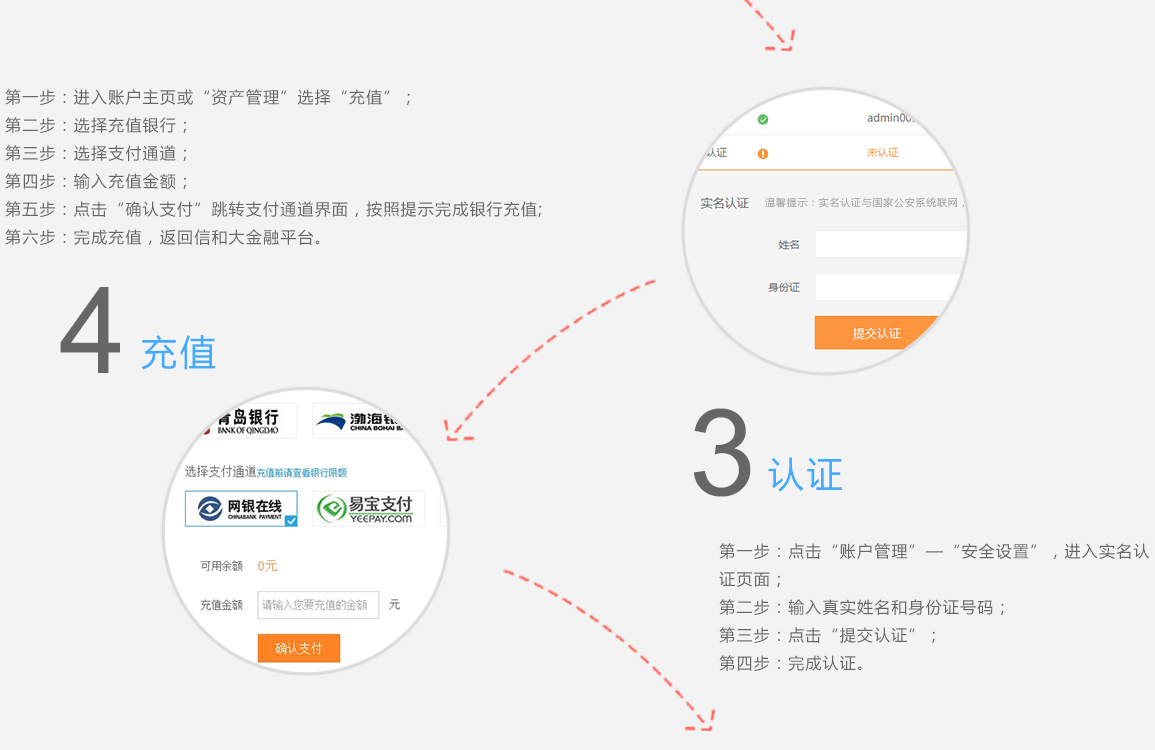 第一步：进入账户主页或“资产管理”选择“充值”；
第二步：选择充值银行；
第三步：选择支付通道；
第四步：输入充值金额；
第五步：点击“确认支付”跳转支付通道界面，按照提示完成银行充值;
第六步：完成充值，返回信和大金融平台。
admin00
认证
未认证
实名认证 温馨提示：实名认证与国家公安系统联网，
姓名
身份证
提交认证
4 充值
青岛银行
BANK OF QINGDAO
渤海银
CHINA BOHAI B
选择支付通道充值前请查看银行限额
网银在线
CHINABANK PAYMENT
易宝支付
YEEPAY.COM
可用余额 0元
充值金额 请输入您要充值的金额 元
确认支付
3 认证
第一步：点击“账户管理”—“安全设置”，进入实名认
证页面；
第二步：输入真实姓名和身份证号码；
第三步：点击“提交认证”；
第四步：完成认证。